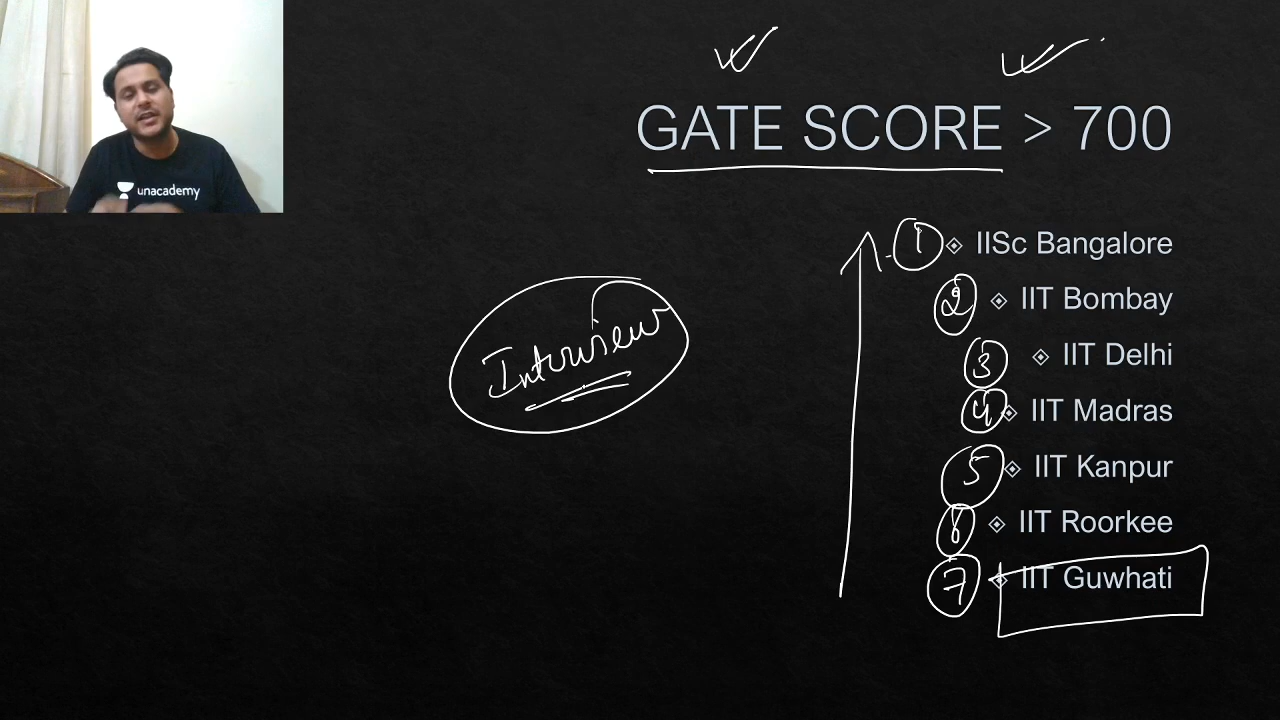 unacademy
GATE SCORE > 700
1 IISc Bangalore
2 IIT Bombay
3 IIT Delhi
4 IIT Madras
5 IIT Kanpur
6 IIT Roorkee
7 IIT Guwhati
Interview